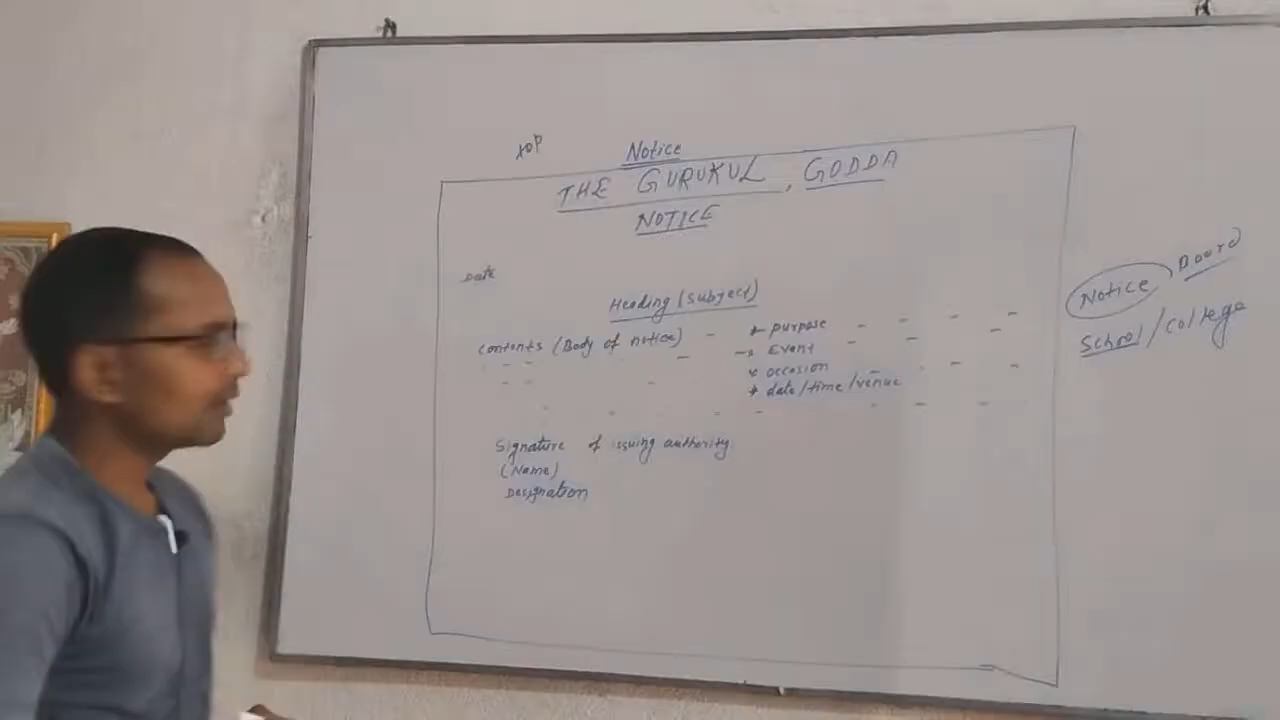 Notice
THE GURUKUL, GODDA
NOTICE
Date
Heading (subject)
contents (Body of notice)
purpose
Event
occasion
date/time/venue
Signature of issuing authority
(Name)
Designation
Notice Board
School/College